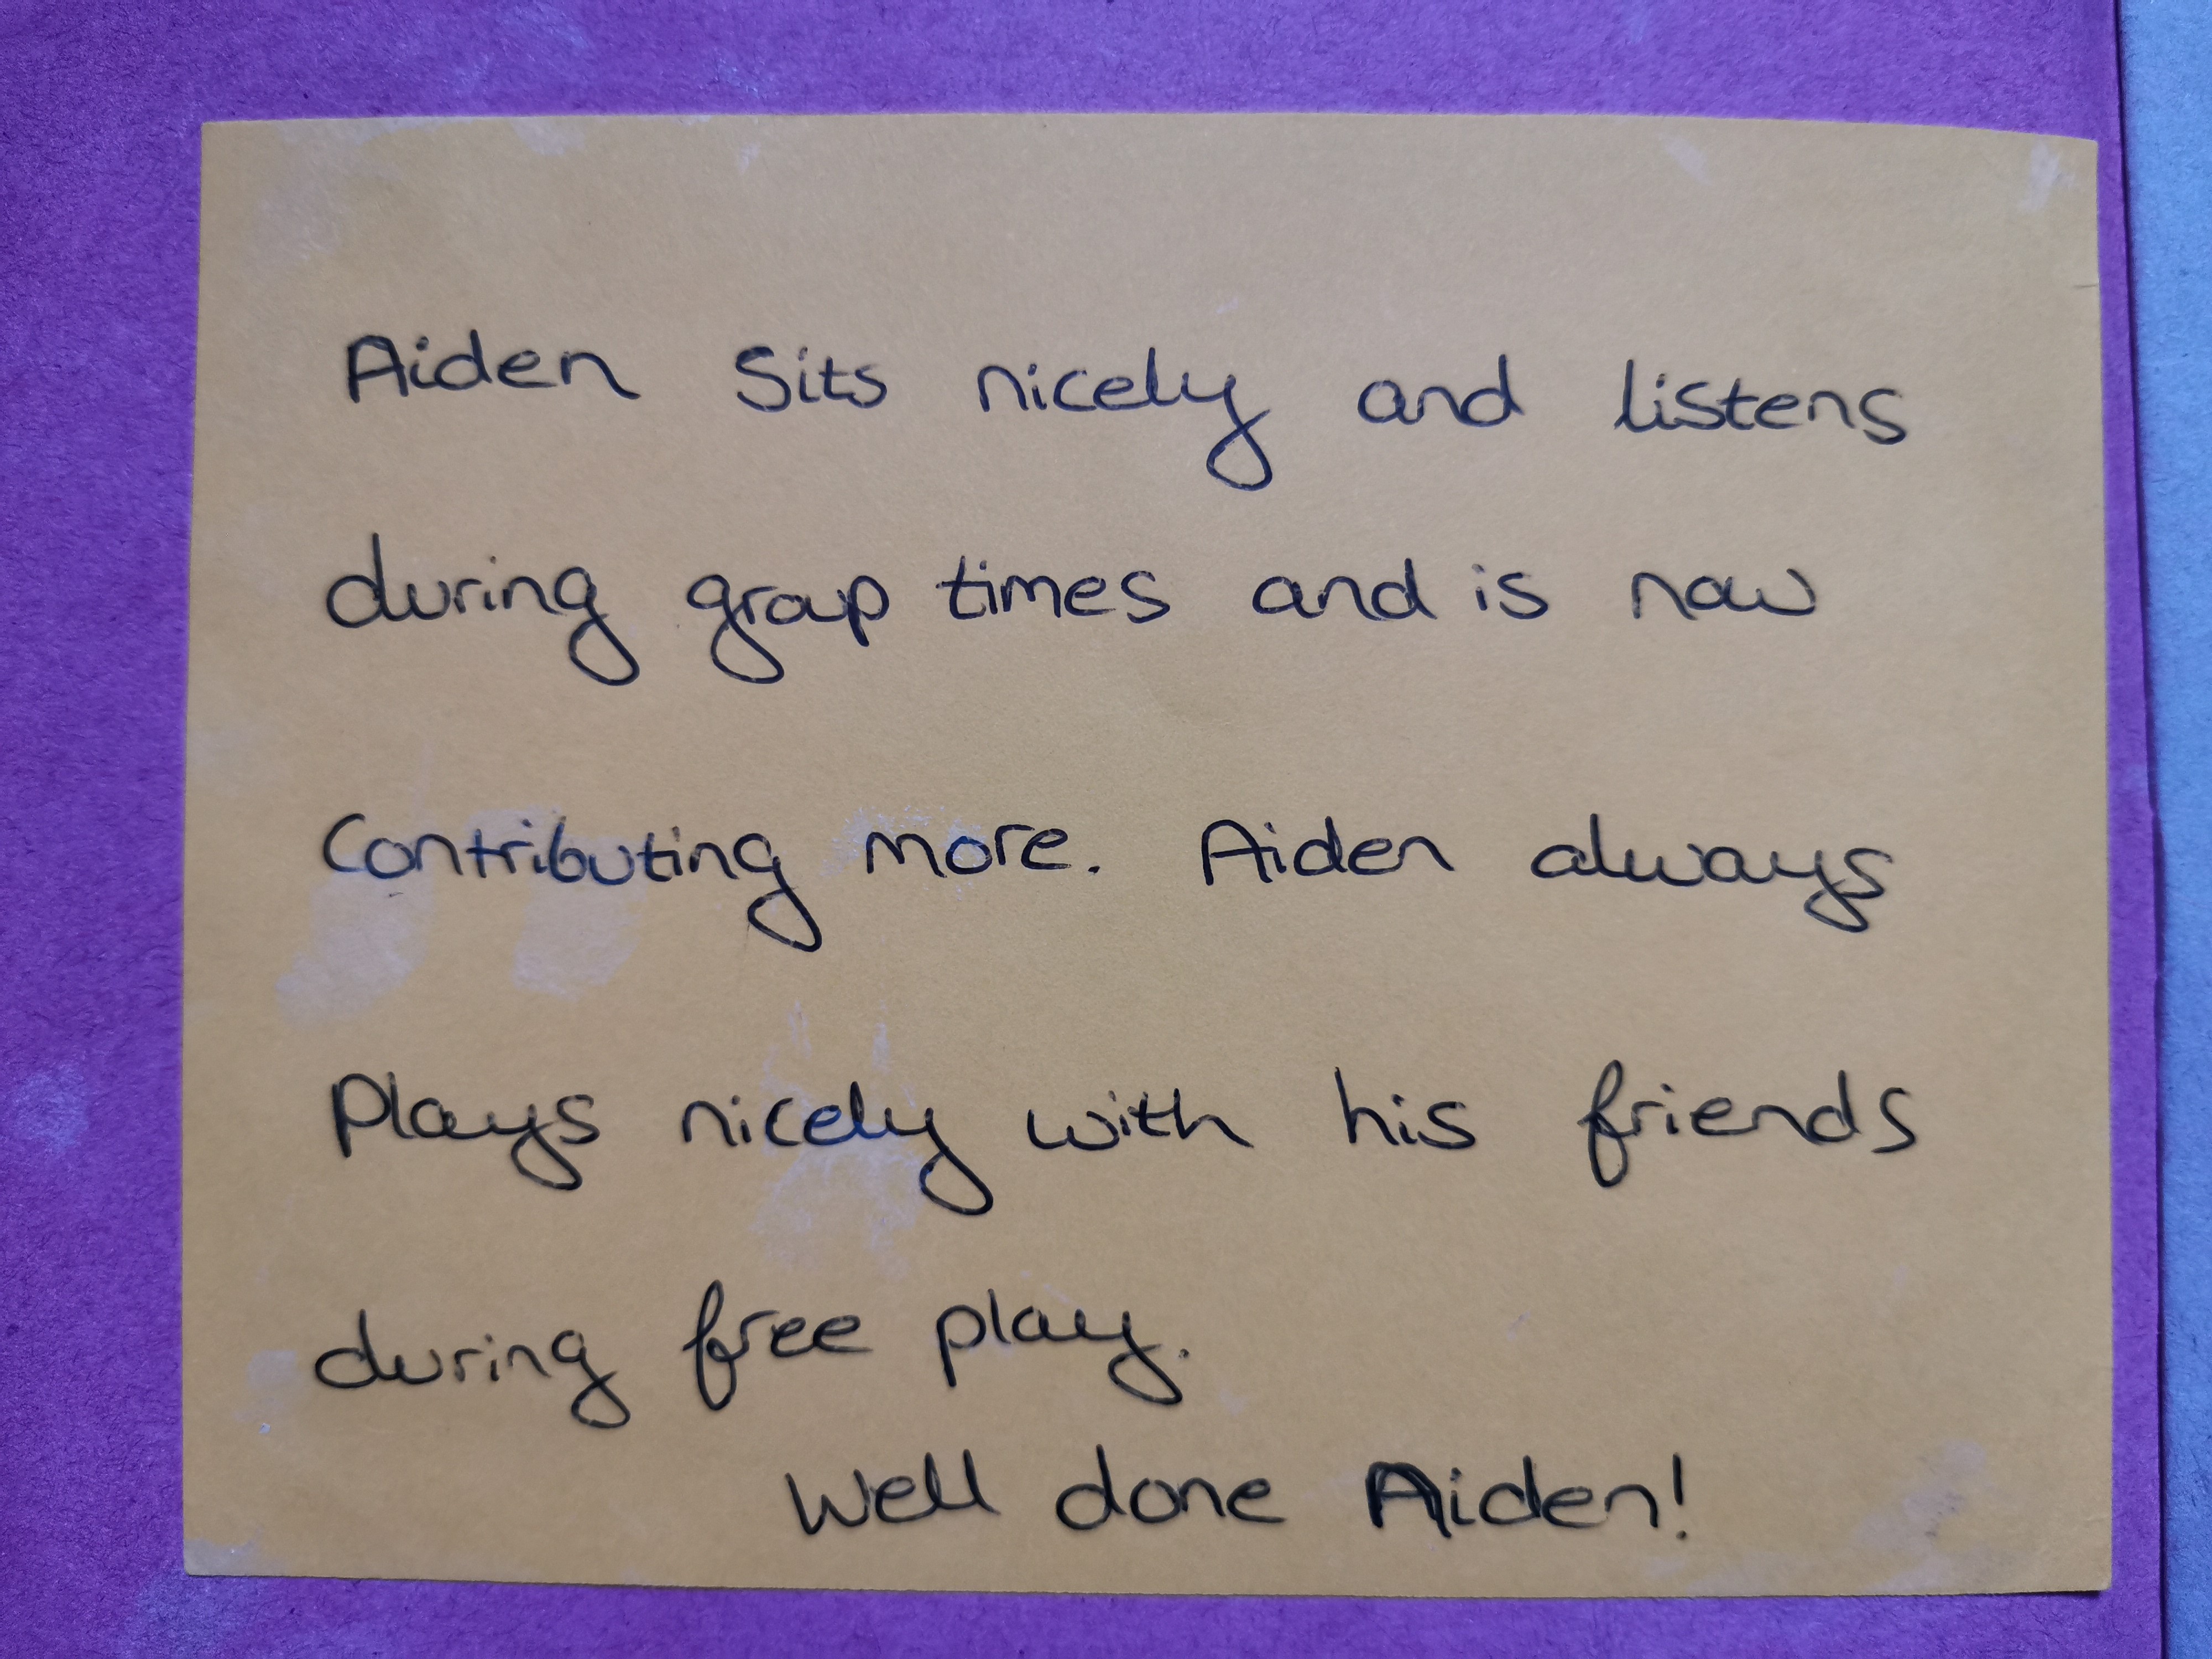 Aiden Sits nicely and listens
during group times and is now
Contributing more. Aiden always
Plays nicely with his friends
during free play.
Well done Aiden!